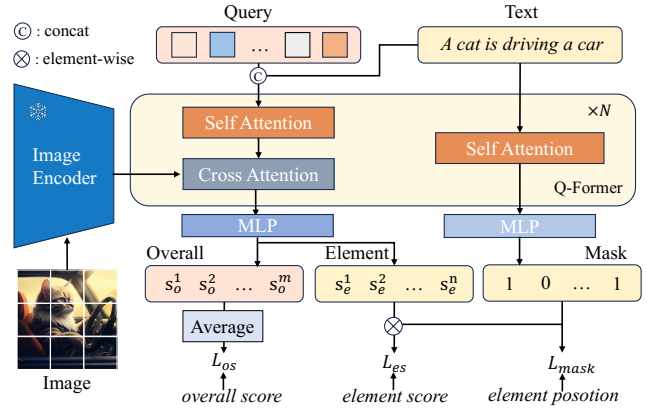 Query
Text
C : concat
: element-wise
... 
A cat is driving a car
C
×N
Self Attention
Image
Encoder
Self Attention
Cross Attention
Q-Former
MLP
MLP
Overall
Element
Mask
s_o^1 s_o^2 ... s_o^m
s_e^1 s_e^2 ... s_e^n
1 0 ... 1
Average
L_os
L_es
L_mask
Image
overall score
element score
element posotion